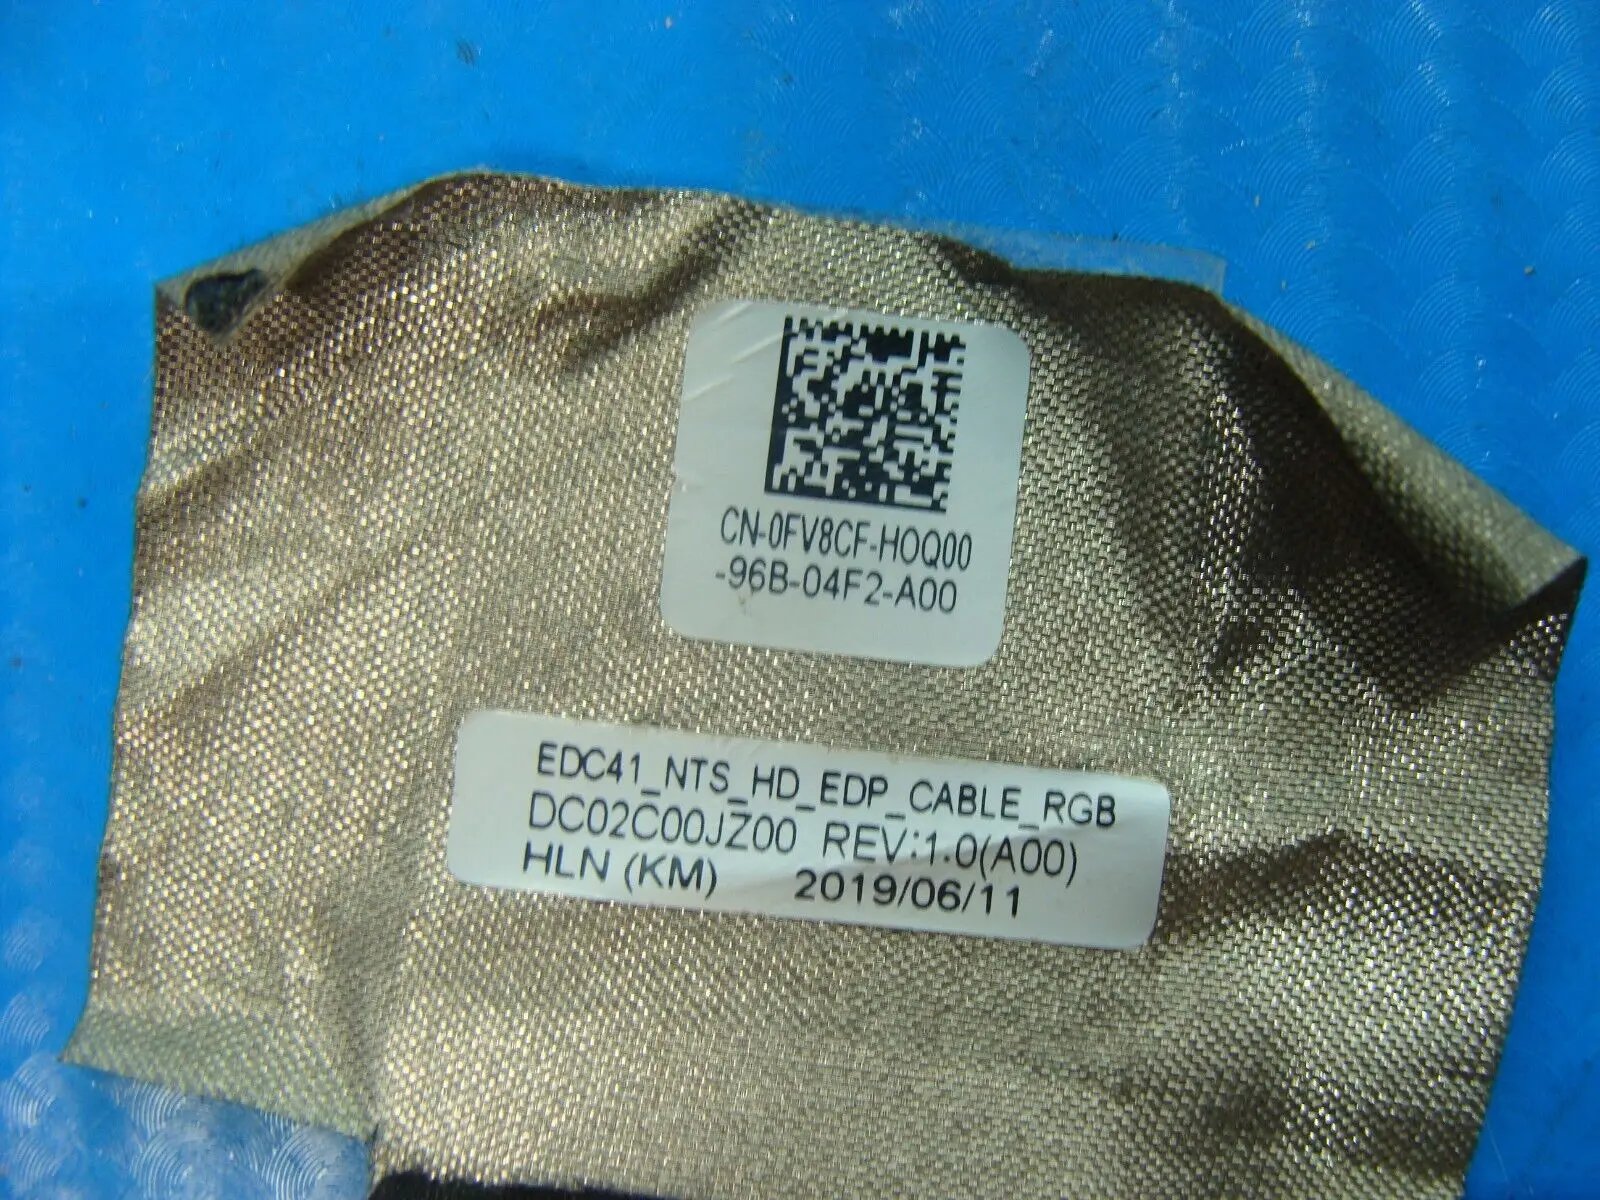 CN-0FV8CF-HOQ00
-96B-04F2-A00
EDC41_NTS_HD_EDP_CABLE_RGB
DC02C00JZ00 REV:1.0(A00)
HLN (KM) 2019/06/11